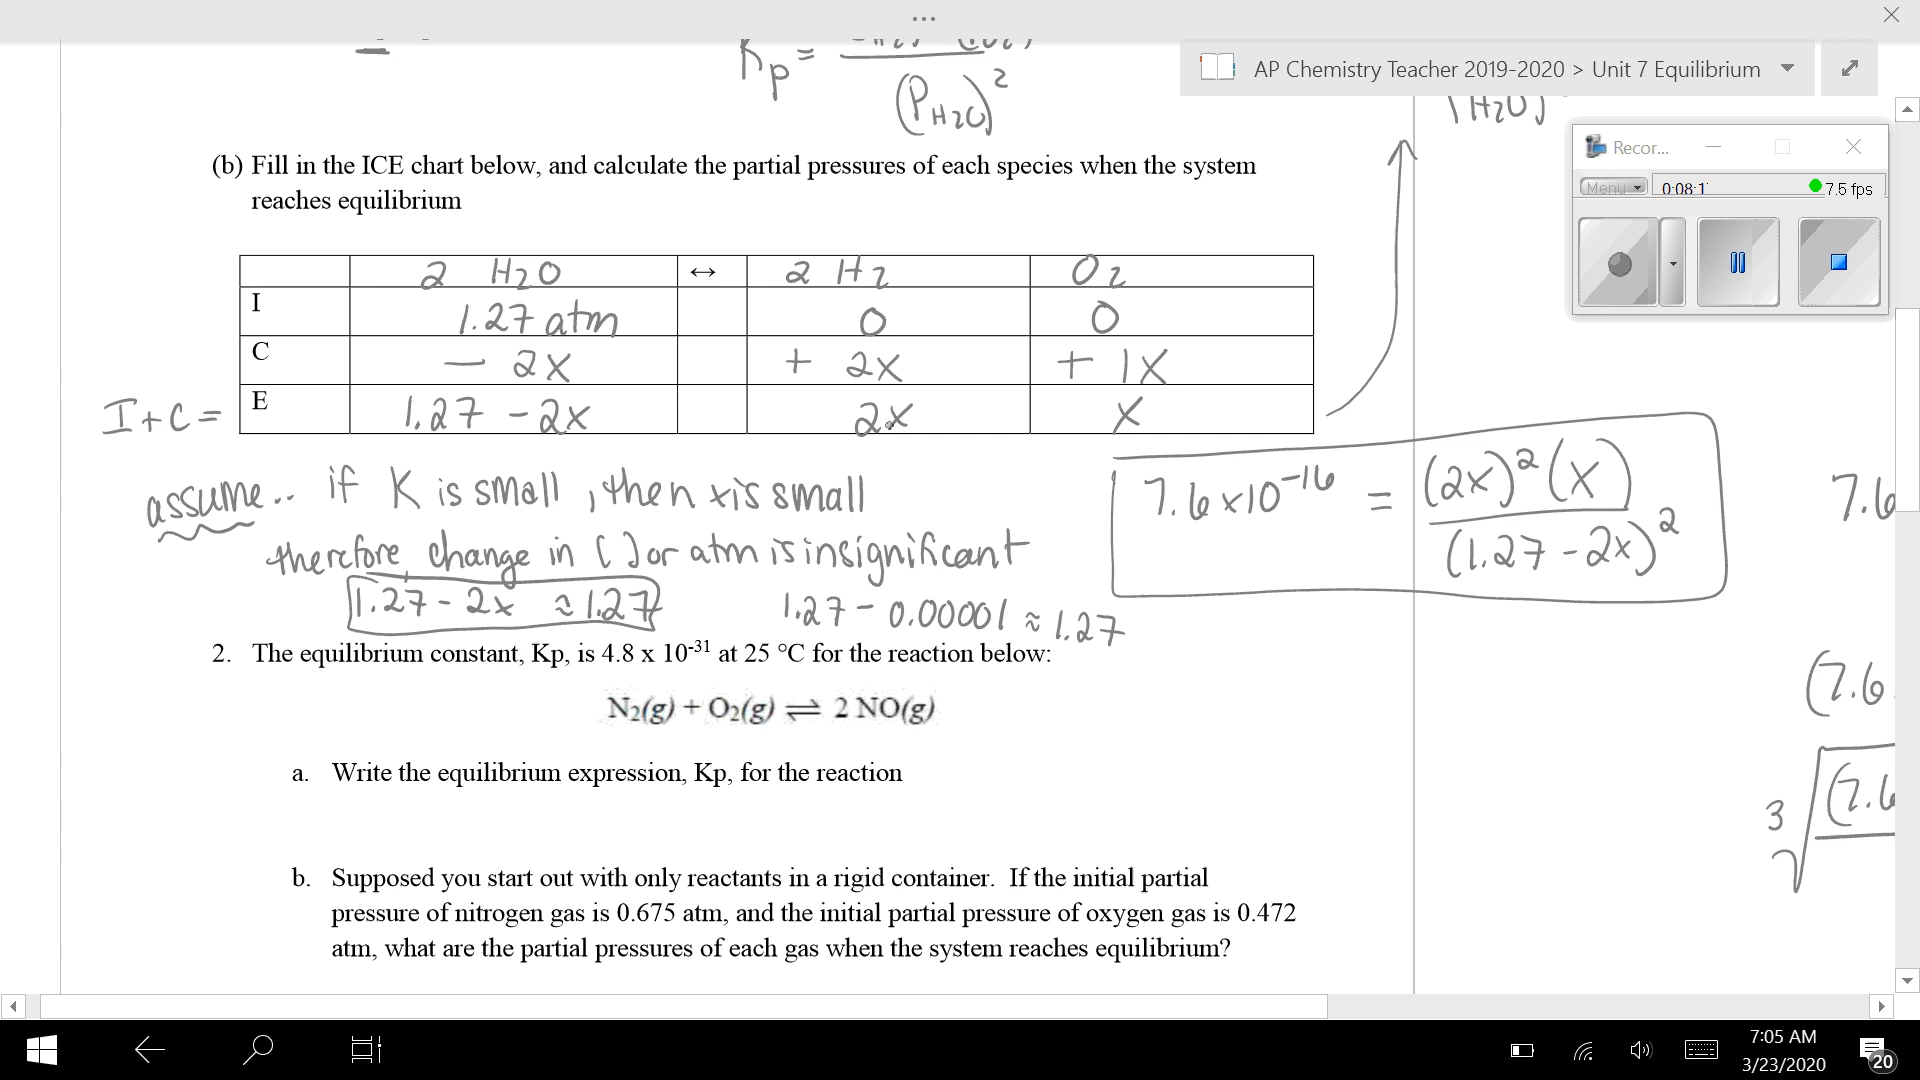 ...
AP Chemistry Teacher 2019-2020 > Unit 7 Equilibrium
Kp =
(PH2O)²
(b) Fill in the ICE chart below, and calculate the partial pressures of each species when the system
reaches equilibrium
Recor...
Menu 0:08:1 7.5 fps
2 H2O ↔ 2 H2 O2
I 1.27 atm 0 0
C - 2x + 2x + 1x
I + C = E 1.27 - 2x 2x x
assume.. if K is small, then x is small
therefore, change in [ ] or atm is insignificant
1.27 - 2x ≈ 1.27
1.27 - 0.00001 ≈ 1.27
7.6 x 10⁻¹⁶ = (2x)²(x)
(1.27 - 2x)²
7.6
(7.6
3√(7.6
2. The equilibrium constant, Kp, is 4.8 x 10⁻³¹ at 25 °C for the reaction below:
N₂(g) + O₂(g) ⇌ 2 NO(g)
a. Write the equilibrium expression, Kp, for the reaction
b. Supposed you start out with only reactants in a rigid container. If the initial partial
pressure of nitrogen gas is 0.675 atm, and the initial partial pressure of oxygen gas is 0.472
atm, what are the partial pressures of each gas when the system reaches equilibrium?
7:05 AM
3/23/2020
20